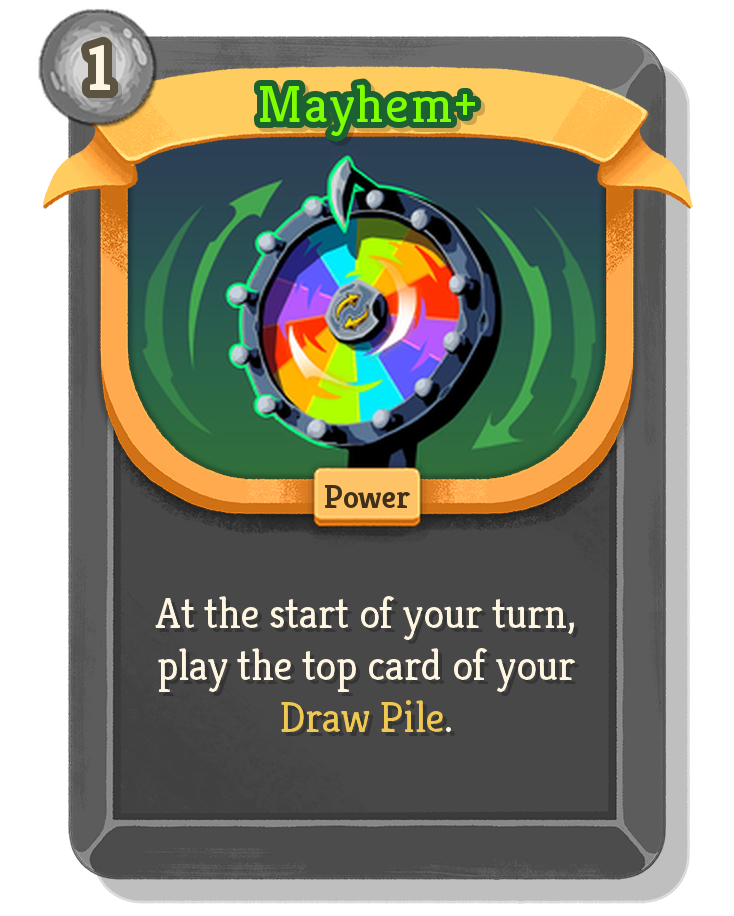 1
Mayhem+
Power
At the start of your turn,
play the top card of your
Draw Pile.